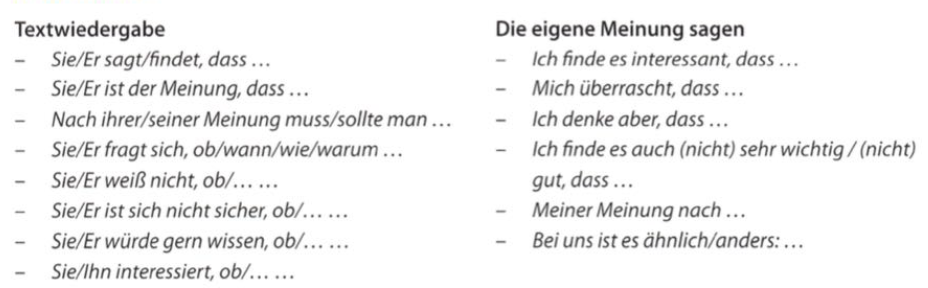 Textwiedergabe
– Sie/Er sagt/findet, dass …
– Sie/Er ist der Meinung, dass …
– Nach ihrer/seiner Meinung muss/sollte man …
– Sie/Er fragt sich, ob/wann/wie/warum …
– Sie/Er weiß nicht, ob/… …
– Sie/Er ist sich nicht sicher, ob/… …
– Sie/Er würde gern wissen, ob/… …
– Sie/Ihn interessiert, ob/… …
Die eigene Meinung sagen
– Ich finde es interessant, dass …
– Mich überrascht, dass …
– Ich denke aber, dass …
– Ich finde es auch (nicht) sehr wichtig / (nicht)
gut, dass …
– Meiner Meinung nach …
– Bei uns ist es ähnlich/anders: …